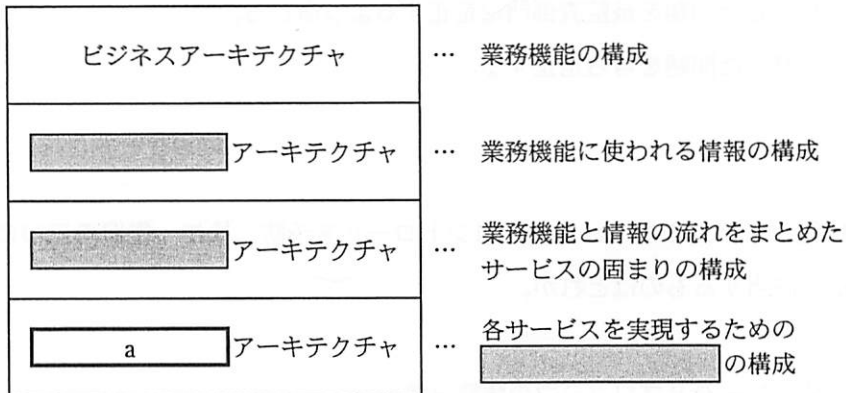 ビジネスアーキテクチャ … 業務機能の構成
アーキテクチャ … 業務機能に使われる情報の構成
アーキテクチャ … 業務機能と情報の流れをまとめた
サービスの固まりの構成
a アーキテクチャ … 各サービスを実現するための
の構成